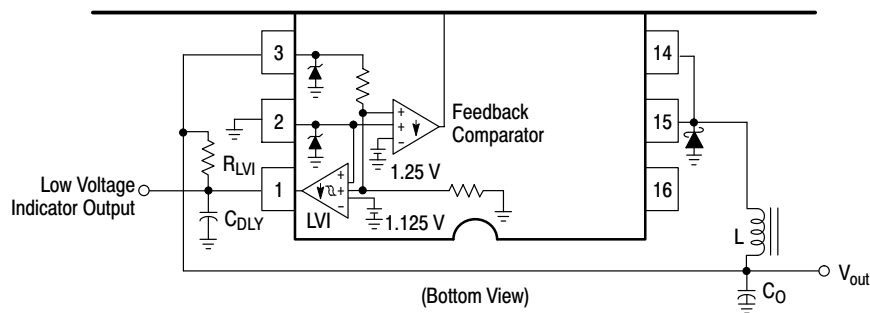 3
14
2
Feedback
Comparator
15
+
+
–
1.25 V
R_LVI
Low Voltage
Indicator Output
1
+
+
–
16
C_DLY
LVI
1.125 V
L
(Bottom View)
V_out
C_O